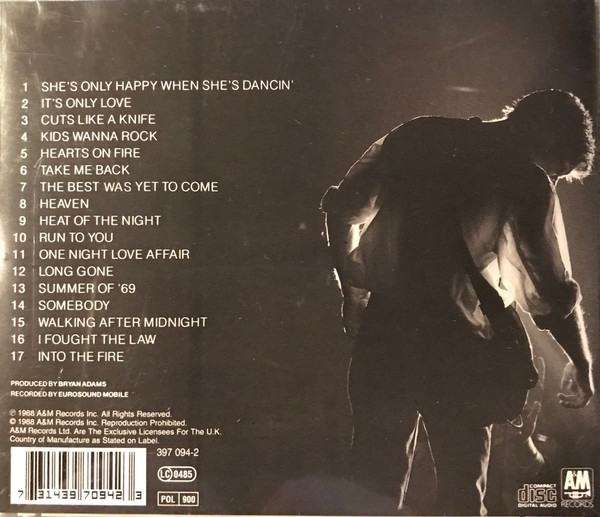 1 SHE'S ONLY HAPPY WHEN SHE'S DANCIN'
2 IT'S ONLY LOVE
3 CUTS LIKE A KNIFE
4 KIDS WANNA ROCK
5 HEARTS ON FIRE
6 TAKE ME BACK
7 THE BEST WAS YET TO COME
8 HEAVEN
9 HEAT OF THE NIGHT
10 RUN TO YOU
11 ONE NIGHT LOVE AFFAIR
12 LONG GONE
13 SUMMER OF '69
14 SOMEBODY
15 WALKING AFTER MIDNIGHT
16 I FOUGHT THE LAW
17 INTO THE FIRE
PRODUCED BY BRYAN ADAMS
RECORDED BY EUROSOUND MOBILE
℗ 1988 A&M Records Inc. All Rights Reserved.
© 1988 A&M Records Inc. Reproduction Prohibited.
A&M Records Ltd. Are The Exclusive Licensees For The U.K.
Country of Manufacture as Stated on Label.
397 094-2
LC 0485
POL 900
7 31439 70942 3
COMPACT
disc
DIGITAL AUDIO
A&M
RECORDS